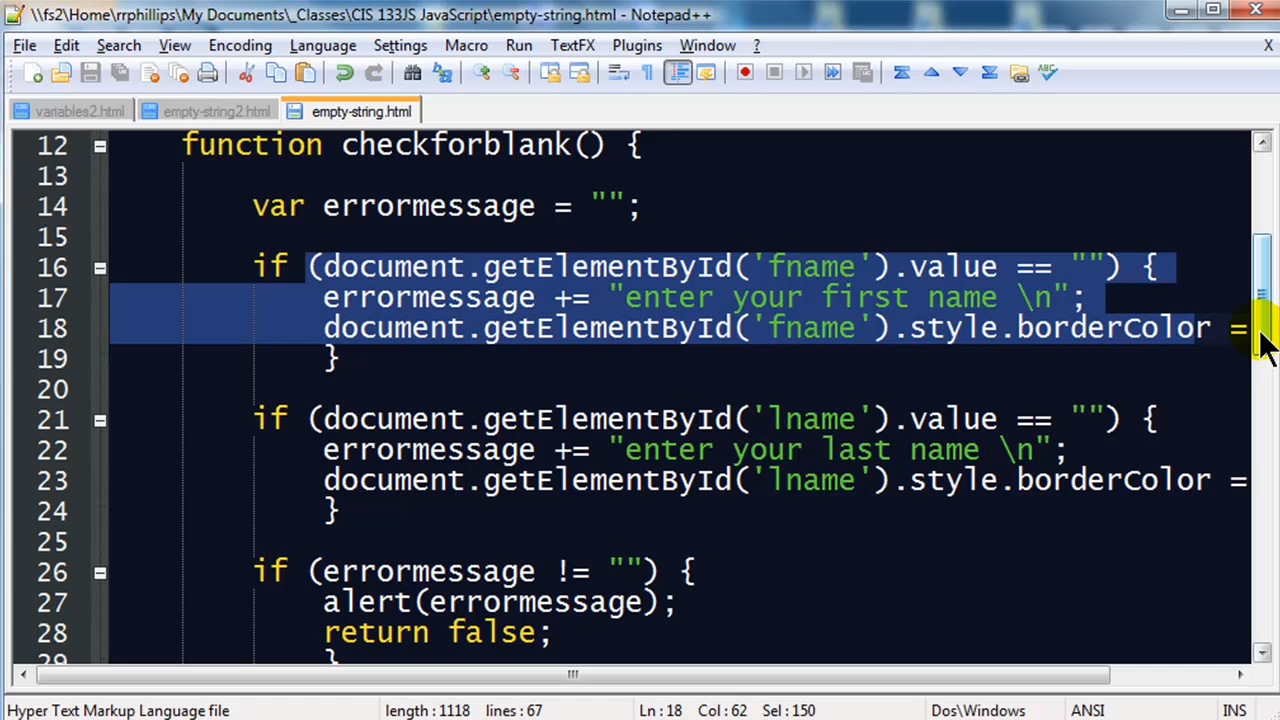 \\fs2\Home\rrphillips\My Documents\_Classes\CIS 133JS JavaScript\empty-string.html - Notepad++
File Edit Search View Encoding Language Settings Macro Run TextFX Plugins Window ? X
variables2.html empty-string2.html empty-string.html
12 function checkforblank() {
13
14 var errormessage = "";
15
16 if (document.getElementById('fname').value == "") {
17 errormessage += "enter your first name \n";
18 document.getElementById('fname').style.borderColor =
19 }
20
21 if (document.getElementById('lname').value == "") {
22 errormessage += "enter your last name \n";
23 document.getElementById('lname').style.borderColor =
24 }
25
26 if (errormessage != "") {
27 alert(errormessage);
28 return false;
29 }
Hyper Text Markup Language file length : 1118 lines : 67 Ln : 18 Col : 62 Sel : 150 Dos\Windows ANSI INS